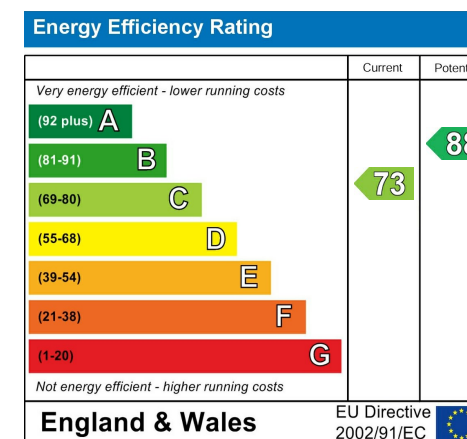 Energy Efficiency Rating
Current Potent
Very energy efficient - lower running costs
(92 plus) A
(81-91) B
88
(69-80) C
73
(55-68) D
(39-54) E
(21-38) F
(1-20) G
Not energy efficient - higher running costs
England & Wales
EU Directive
2002/91/EC